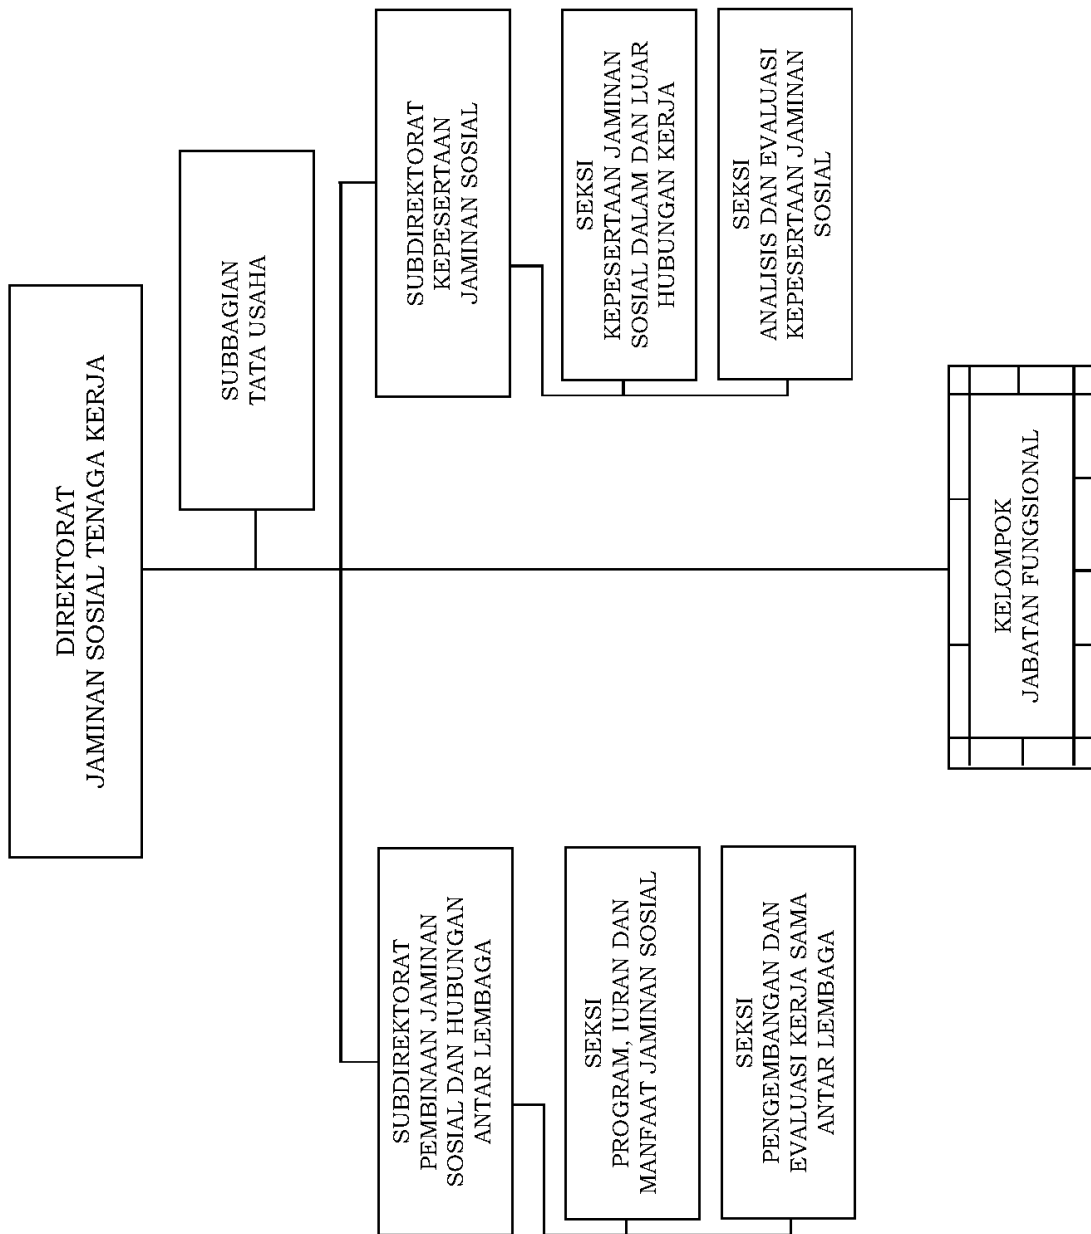 DIREKTORAT
JAMINAN SOSIAL TENAGA KERJA
SUBBAGIAN
TATA USAHA
SUBDIREKTORAT
PEMBINAAN JAMINAN
SOSIAL DAN HUBUNGAN
ANTAR LEMBAGA
SUBDIREKTORAT
KEPESERTAAN
JAMINAN SOSIAL
SEKSI
PROGRAM, IURAN DAN
MANFAAT JAMINAN SOSIAL
SEKSI
KEPESERTAAN JAMINAN
SOSIAL DALAM DAN LUAR
HUBUNGAN KERJA
SEKSI
PENGEMBANGAN DAN
EVALUASI KERJA SAMA
ANTAR LEMBAGA
SEKSI
ANALISIS DAN EVALUASI
KEPESERTAAN JAMINAN
SOSIAL
KELOMPOK
JABATAN FUNGSIONAL